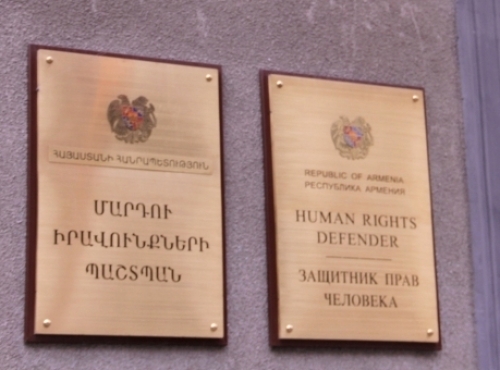 ՀԱՅԱՍՏԱՆԻ ՀԱՆՐԱՊԵՏՈՒԹՅՈՒՆ
ՄԱՐԴՈՒ
ԻՐԱՎՈՒՆՔՆԵՐԻ
ՊԱՇՏՊԱՆ
REPUBLIC OF ARMENIA
РЕСПУБЛИКА АРМЕНИЯ
HUMAN RIGHTS
DEFENDER
ЗАЩИТНИК ПРАВ
ЧЕЛОВЕКА